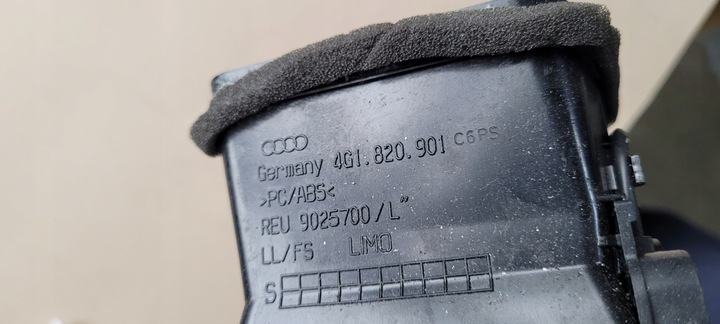 Germany 4G1.820.901 C6PS
>PC/ABS<
REU 9025700/L"
LL/FS LIMO
S